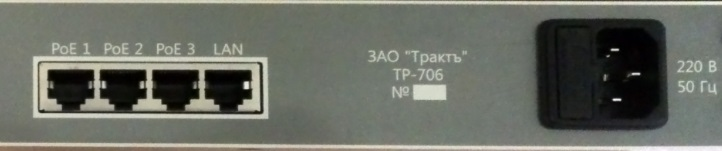 PoE 1 PoE 2 PoE 3 LAN
ЗАО "Трактъ"
ТР-706
№
220 В
50 Гц